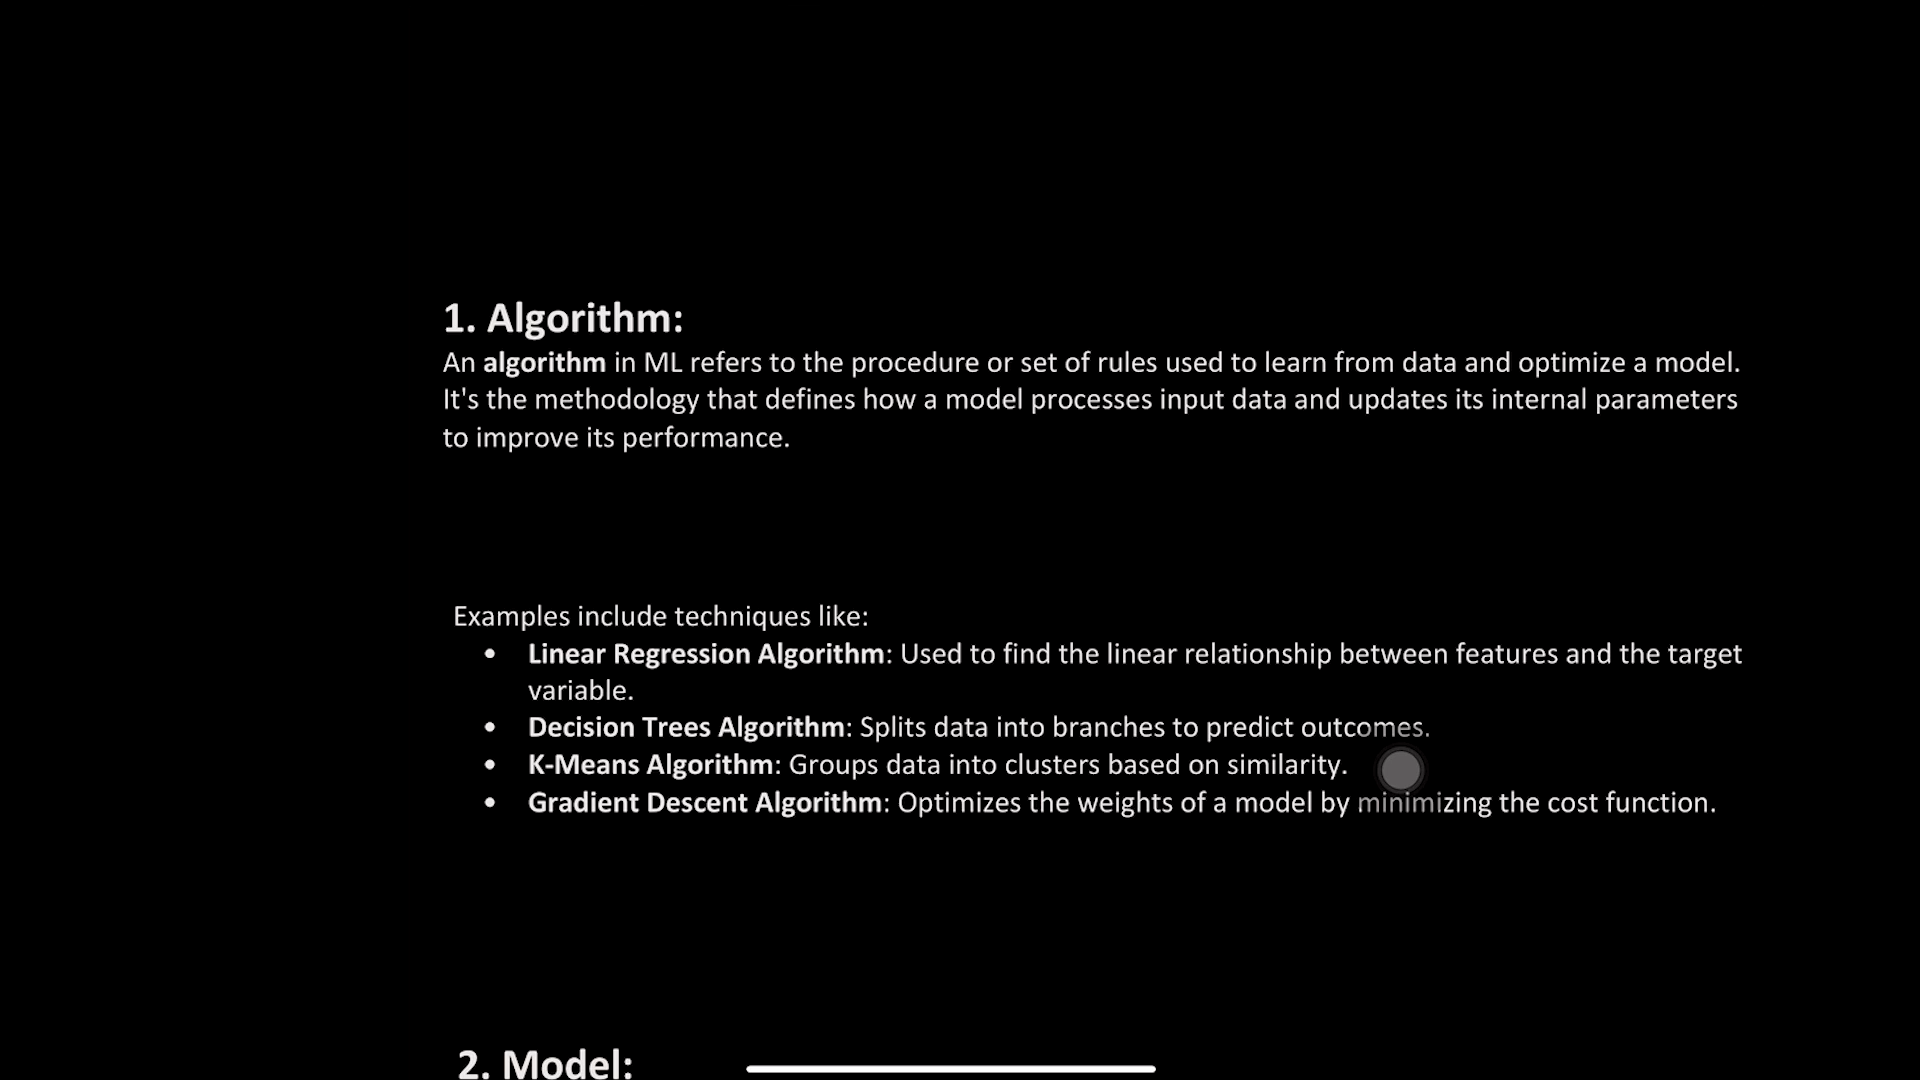 1. Algorithm:
An algorithm in ML refers to the procedure or set of rules used to learn from data and optimize a model.
It's the methodology that defines how a model processes input data and updates its internal parameters
to improve its performance.
Examples include techniques like:
• Linear Regression Algorithm: Used to find the linear relationship between features and the target
variable.
• Decision Trees Algorithm: Splits data into branches to predict outcomes.
• K-Means Algorithm: Groups data into clusters based on similarity.
• Gradient Descent Algorithm: Optimizes the weights of a model by minimizing the cost function.
2. Model: